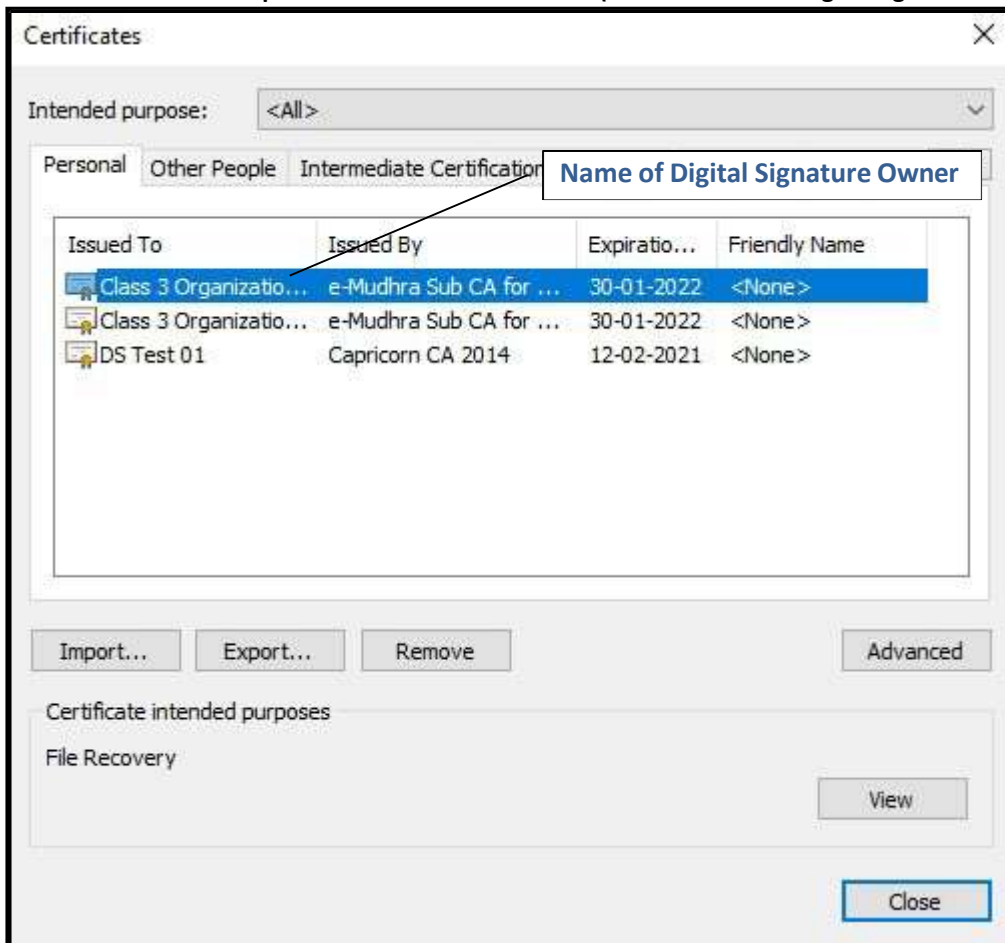 Certificates
Intended purpose: <All>
Personal Other People Intermediate Certification
Name of Digital Signature Owner
Issued To Issued By Expiratio... Friendly Name
Class 3 Organizatio... e-Mudhra Sub CA for ... 30-01-2022 <None>
Class 3 Organizatio... e-Mudhra Sub CA for ... 30-01-2022 <None>
DS Test 01 Capricorn CA 2014 12-02-2021 <None>
Import... Export... Remove Advanced
Certificate intended purposes
File Recovery
View
Close